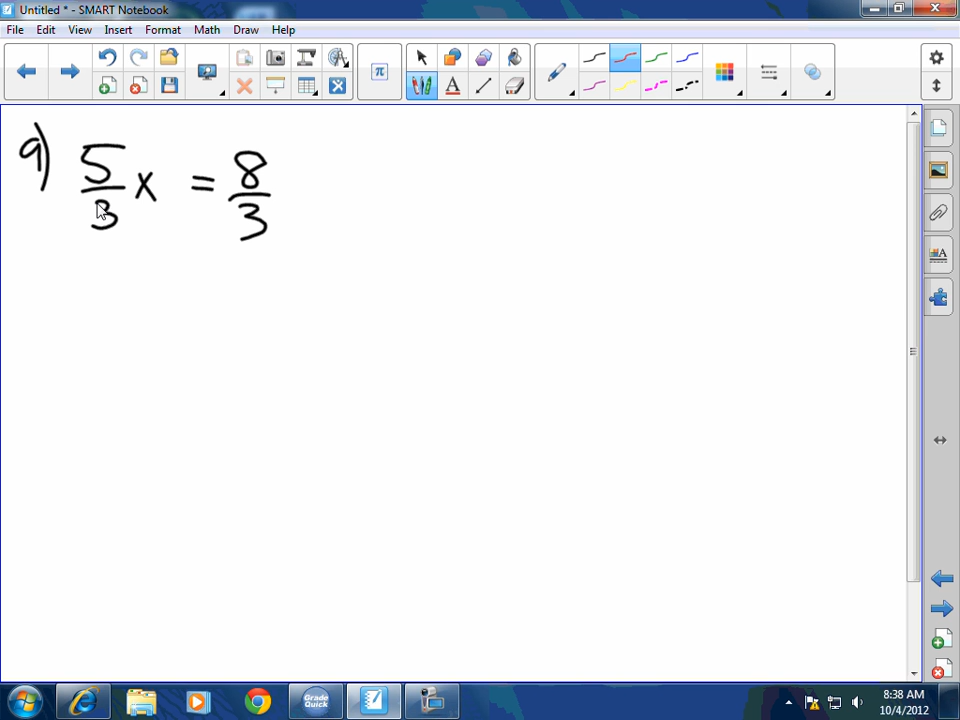 Untitled * - SMART Notebook
File Edit View Insert Format Math Draw Help
9) 5/3 x = 8/3
Grade Quick
8:38 AM
10/4/2012